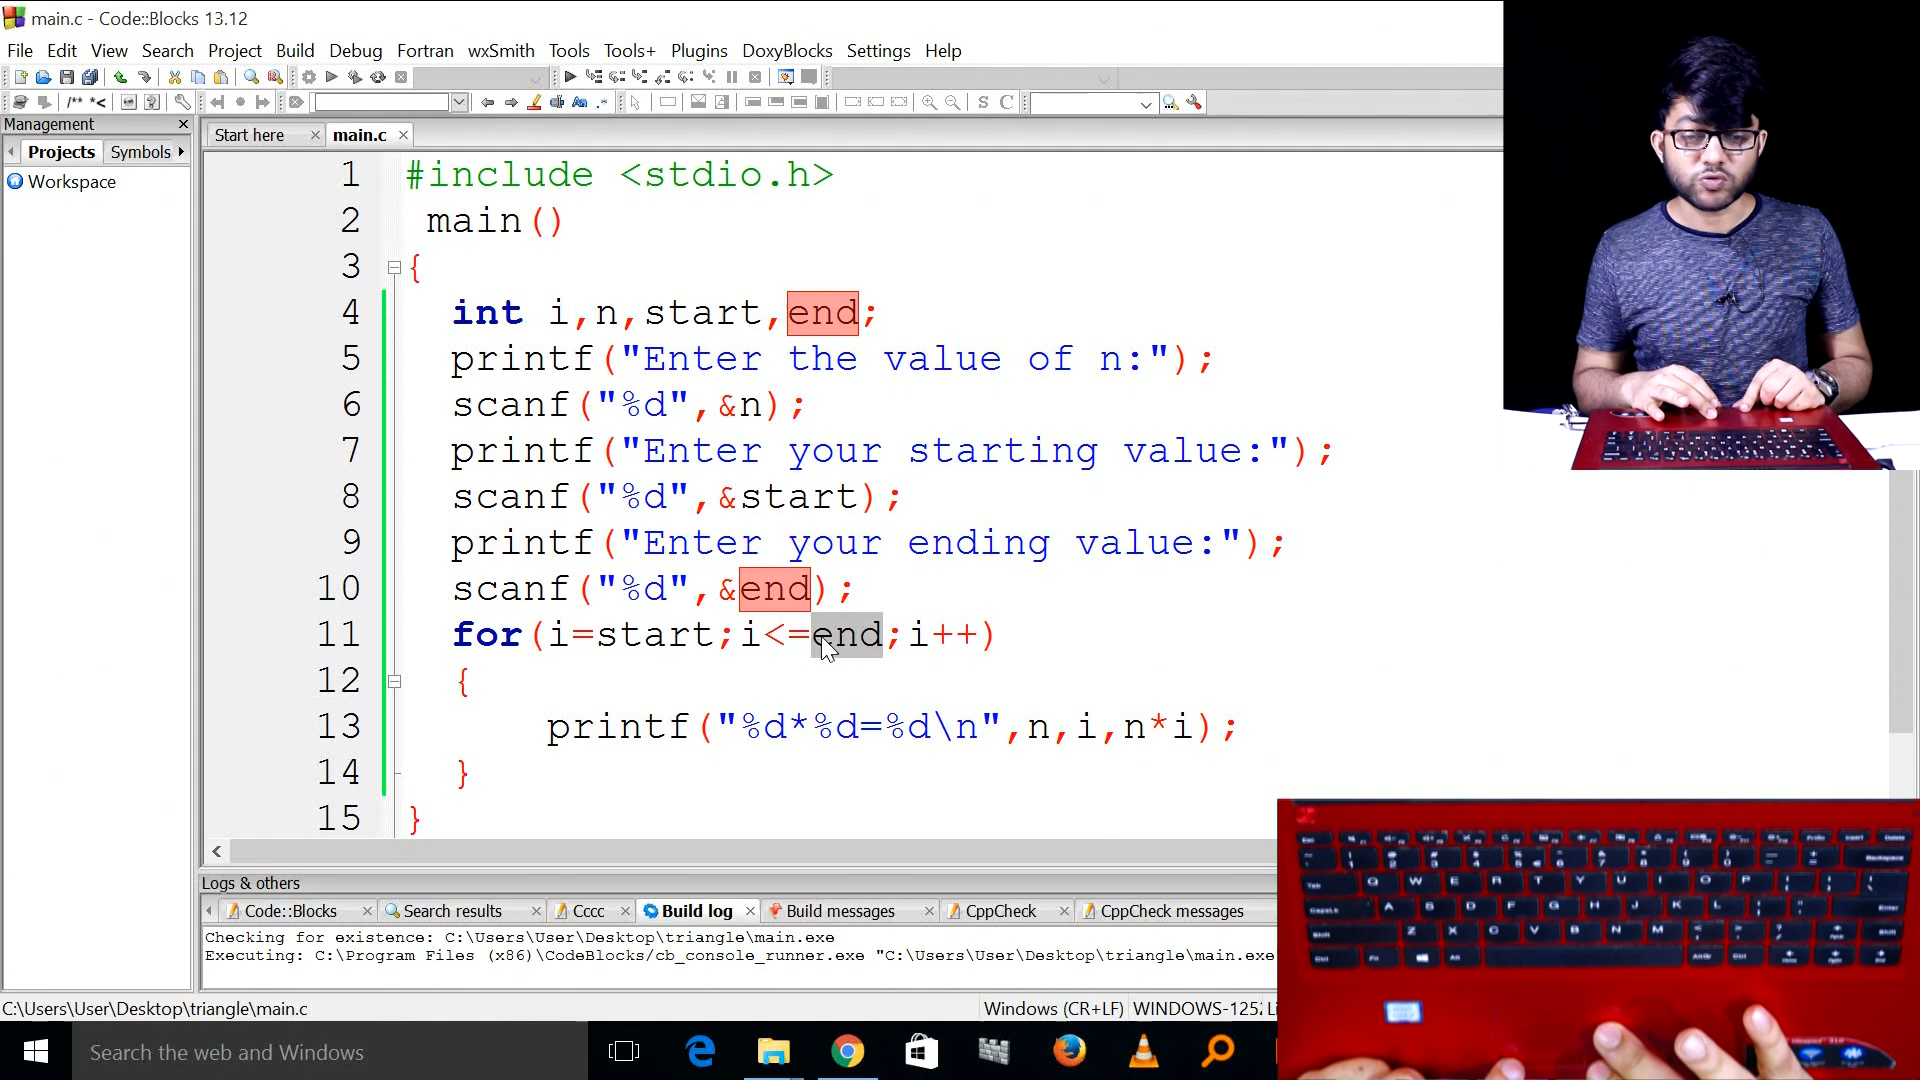 main.c - Code::Blocks 13.12
File Edit View Search Project Build Debug Fortran wxSmith Tools Tools+ Plugins DoxyBlocks Settings Help
Management
Start here
main.c
Projects
Symbols
Workspace
1 #include <stdio.h>
2 main()
3 {
4 int i,n,start,end;
5 printf("Enter the value of n:");
6 scanf("%d",&n);
7 printf("Enter your starting value:");
8 scanf("%d",&start);
9 printf("Enter your ending value:");
10 scanf("%d",&end);
11 for(i=start;i<=end;i++)
12 {
13 printf("%d*%d=%d\n",n,i,n*i);
14 }
15 }
Logs & others
Code::Blocks
Search results
Cccc
Build log
Build messages
CppCheck
CppCheck messages
Checking for existence: C:\Users\User\Desktop\triangle\main.exe
Executing: C:\Program Files (x86)\CodeBlocks/cb_console_runner.exe "C:\Users\User\Desktop\triangle\main.exe
C:\Users\User\Desktop\triangle\main.c
Windows (CR+LF)
WINDOWS-1252
Search the web and Windows